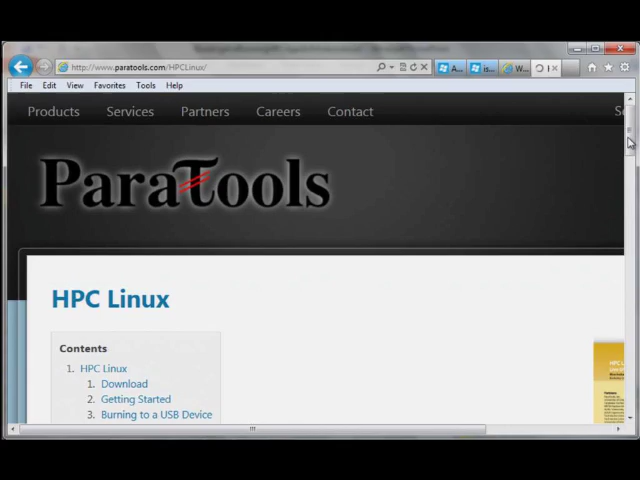 http://www.paratools.com/HPCLinux/
A...
is...
W...
File Edit View Favorites Tools Help
Products Services Partners Careers Contact
ParaTools
HPC Linux
Contents
1. HPC Linux
1. Download
2. Getting Started
3. Burning to a USB Device